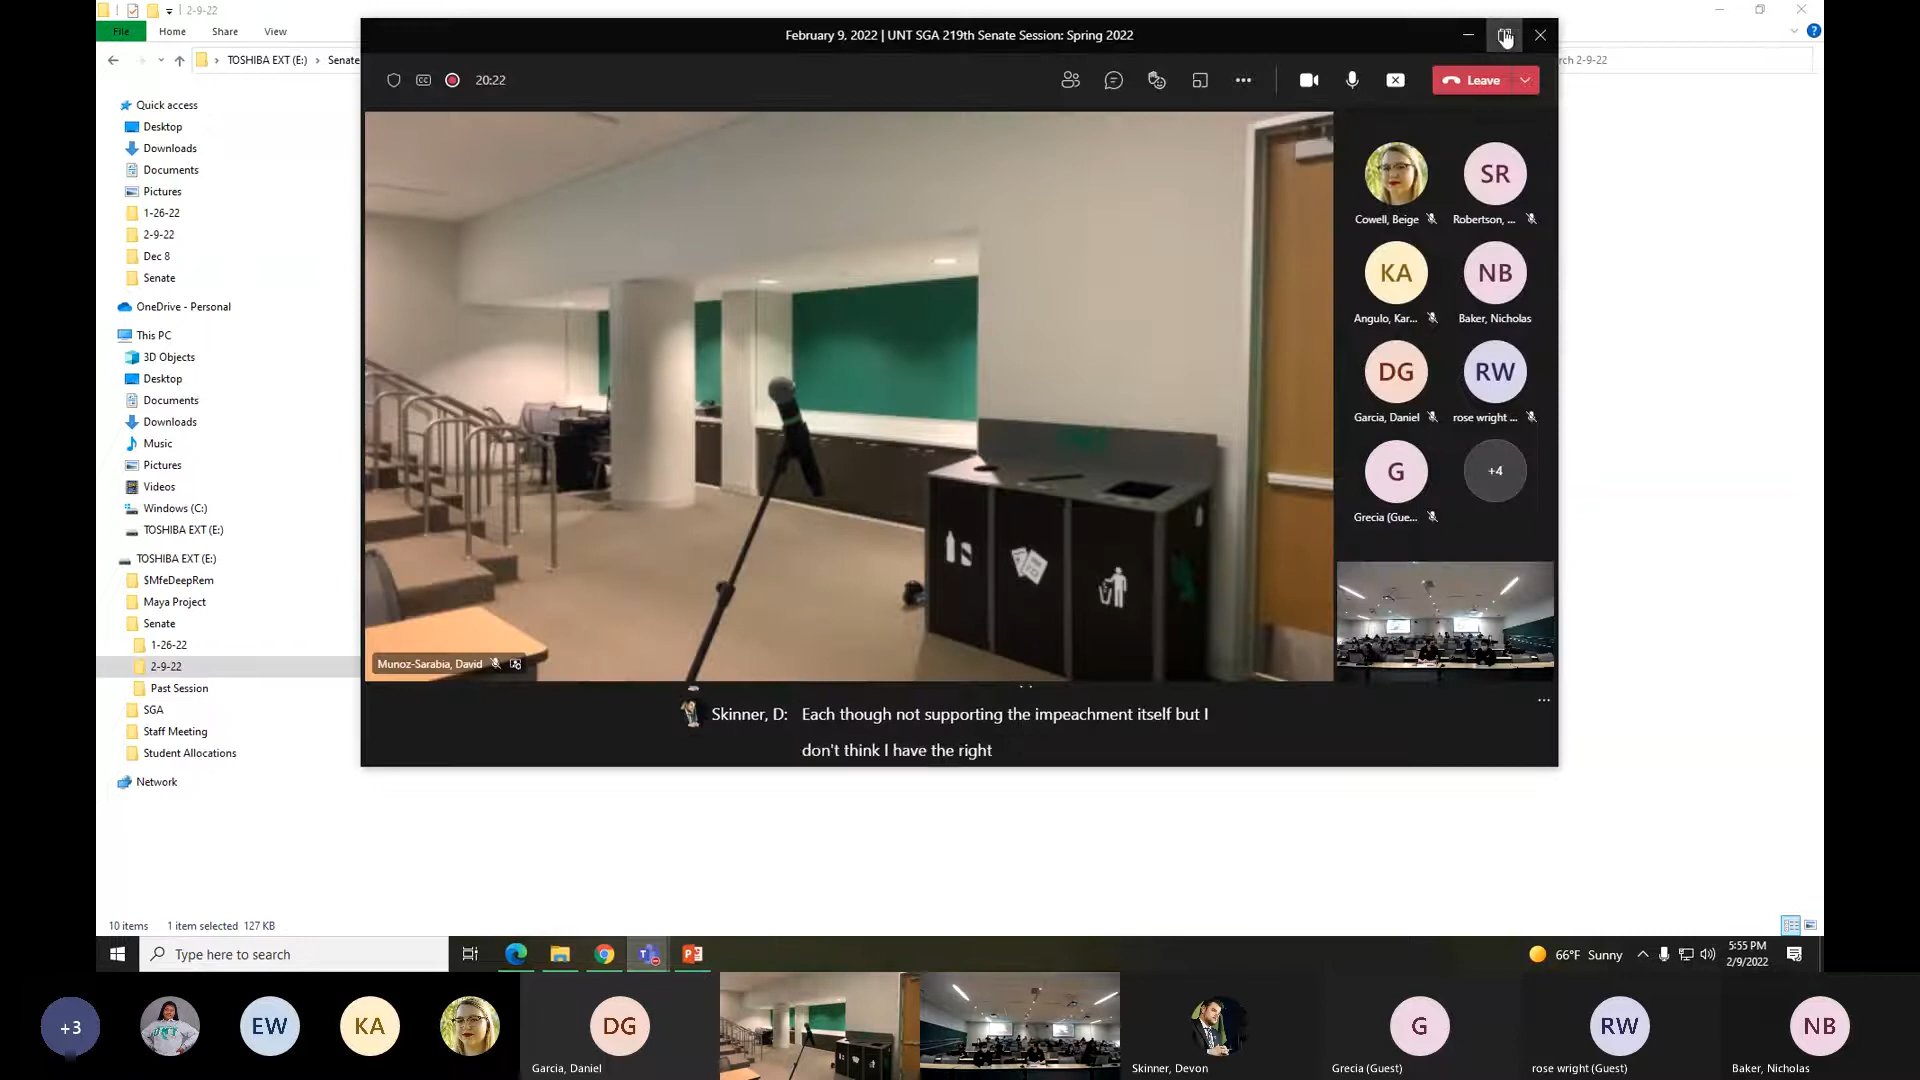 2-9-22
File Home Share View
TOSHIBA EXT (E:) Senate
rch 2-9-22
Quick access
Desktop
Downloads
Documents
Pictures
1-26-22
2-9-22
Dec 8
Senate
OneDrive - Personal
This PC
3D Objects
Desktop
Documents
Downloads
Music
Pictures
Videos
Windows (C:)
TOSHIBA EXT (E:)
TOSHIBA EXT (E:)
$MfeDeepRem
Maya Project
Senate
1-26-22
2-9-22
Past Session
SGA
Staff Meeting
Student Allocations
Network
10 items 1 item selected 127 KB
February 9, 2022 | UNT SGA 219th Senate Session: Spring 2022
CC 20:22 Leave
SR
Cowell, Beige Robertson, ...
KA NB
Angulo, Kar... Baker, Nicholas
DG RW
Garcia, Daniel rose wright ...
G +4
Grecia (Gue...
Munoz-Sarabia, David
Skinner, D: Each though not supporting the impeachment itself but I
don't think I have the right
Type here to search
66°F Sunny
5:55 PM
2/9/2022
+3 EW KA DG G RW NB
Garcia, Daniel Skinner, Devon Grecia (Guest) rose wright (Guest) Baker, Nicholas